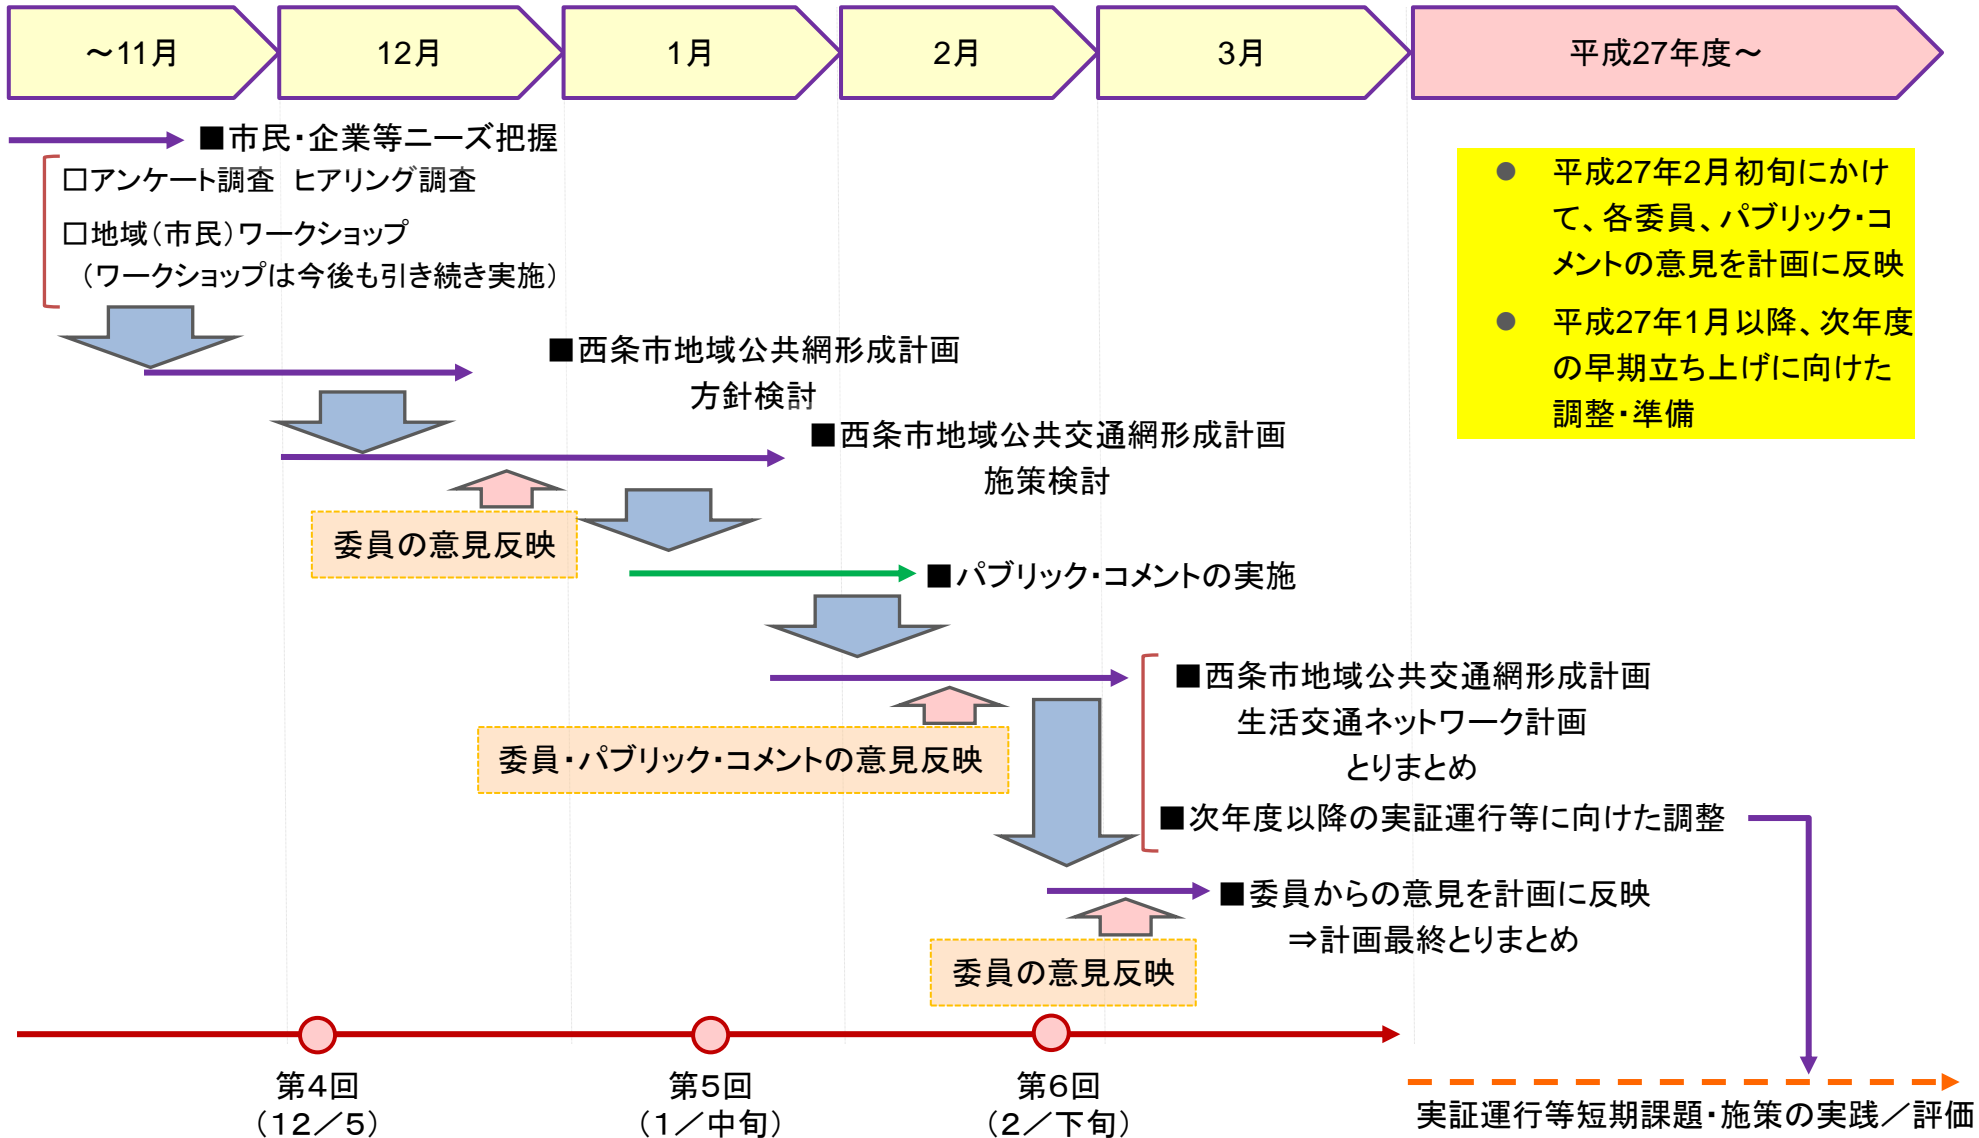 ～11月
12月
1月
2月
3月
平成27年度～
■市民・企業等ニーズ把握
□アンケート調査 ヒアリング調査
□地域（市民）ワークショップ
（ワークショップは今後も引き続き実施）
● 平成27年2月初旬にかけ
て、各委員、パブリック・コ
メントの意見を計画に反映
● 平成27年1月以降、次年度
の早期立ち上げに向けた
調整・準備
■西条市地域公共網形成計画
方針検討
■西条市地域公共交通網形成計画
施策検討
委員の意見反映
■パブリック・コメントの実施
■西条市地域公共交通網形成計画
生活交通ネットワーク計画
とりまとめ
委員・パブリック・コメントの意見反映
■次年度以降の実証運行等に向けた調整
■委員からの意見を計画に反映
⇒計画最終とりまとめ
委員の意見反映
第４回
（１２／５）
第５回
（１／中旬）
第６回
（２／下旬）
実証運行等短期課題・施策の実践／評価